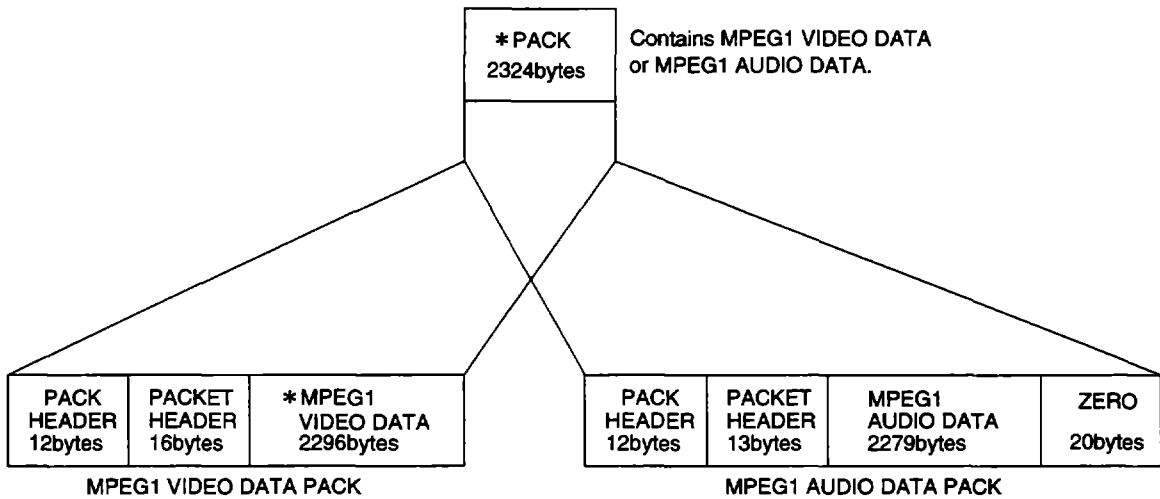 *PACK
2324bytes
Contains MPEG1 VIDEO DATA
or MPEG1 AUDIO DATA.
PACK
HEADER
12bytes
PACKET
HEADER
16bytes
*MPEG1
VIDEO DATA
2296bytes
MPEG1 VIDEO DATA PACK
PACK
HEADER
12bytes
PACKET
HEADER
13bytes
MPEG1
AUDIO DATA
2279bytes
ZERO
20bytes
MPEG1 AUDIO DATA PACK